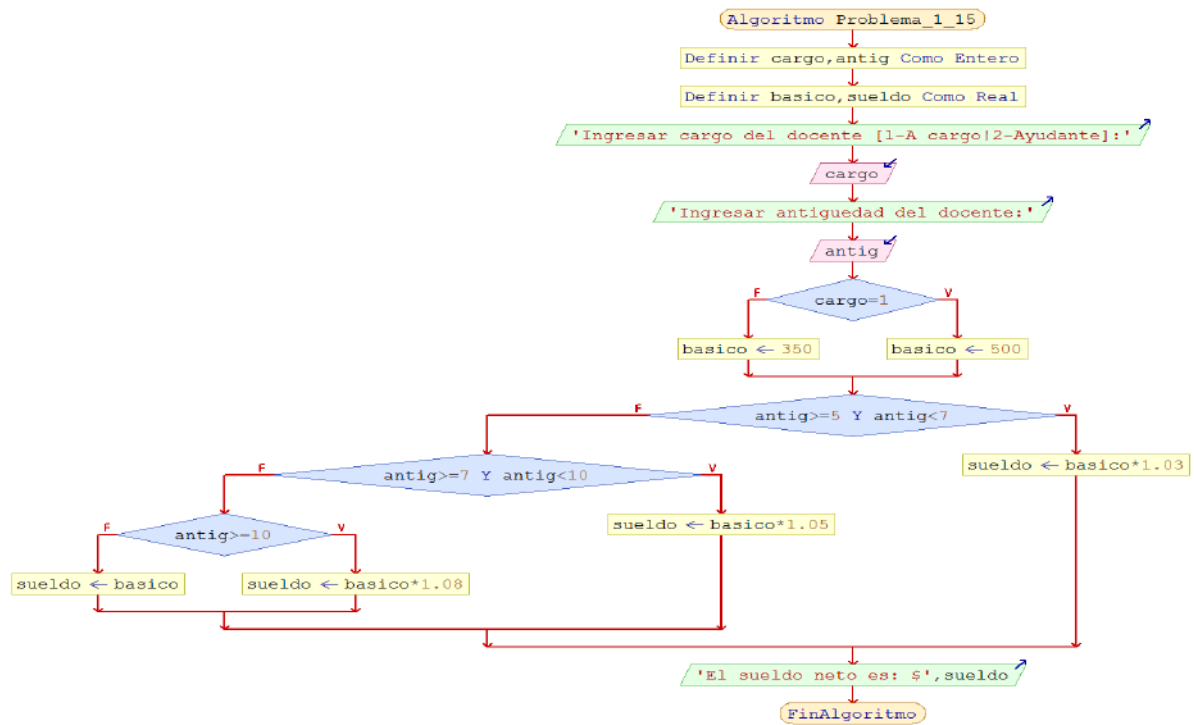 Algoritmo Problema_1_15
Definir cargo,antig Como Entero
Definir basico,sueldo Como Real
'Ingresar cargo del docente [1-A cargo|2-Ayudante]:'
cargo
'Ingresar antiguedad del docente:'
antig
F
cargo=1
V
basico ← 350
basico ← 500
F
antig>=5 Y antig<7
V
F
antig>=7 Y antig<10
V
sueldo ← basico*1.03
F
antig>=10
V
sueldo ← basico*1.05
sueldo ← basico
sueldo ← basico*1.08
'El sueldo neto es: $',sueldo
FinAlgoritmo